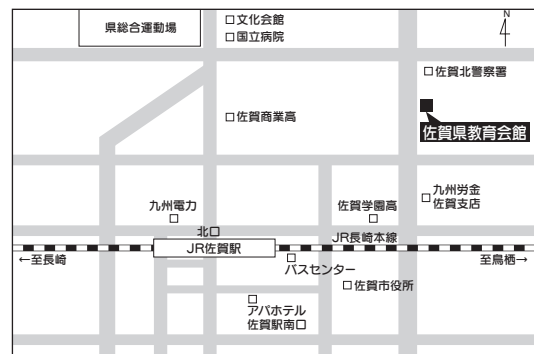 県総合運動場
文化会館
国立病院
N
佐賀北警察署
佐賀商業高
佐賀県教育会館
九州労金
佐賀支店
九州電力
佐賀学園高
北口
JR佐賀駅
JR長崎本線
←至長崎
バスセンター
至鳥栖→
佐賀市役所
アパホテル
佐賀駅南口